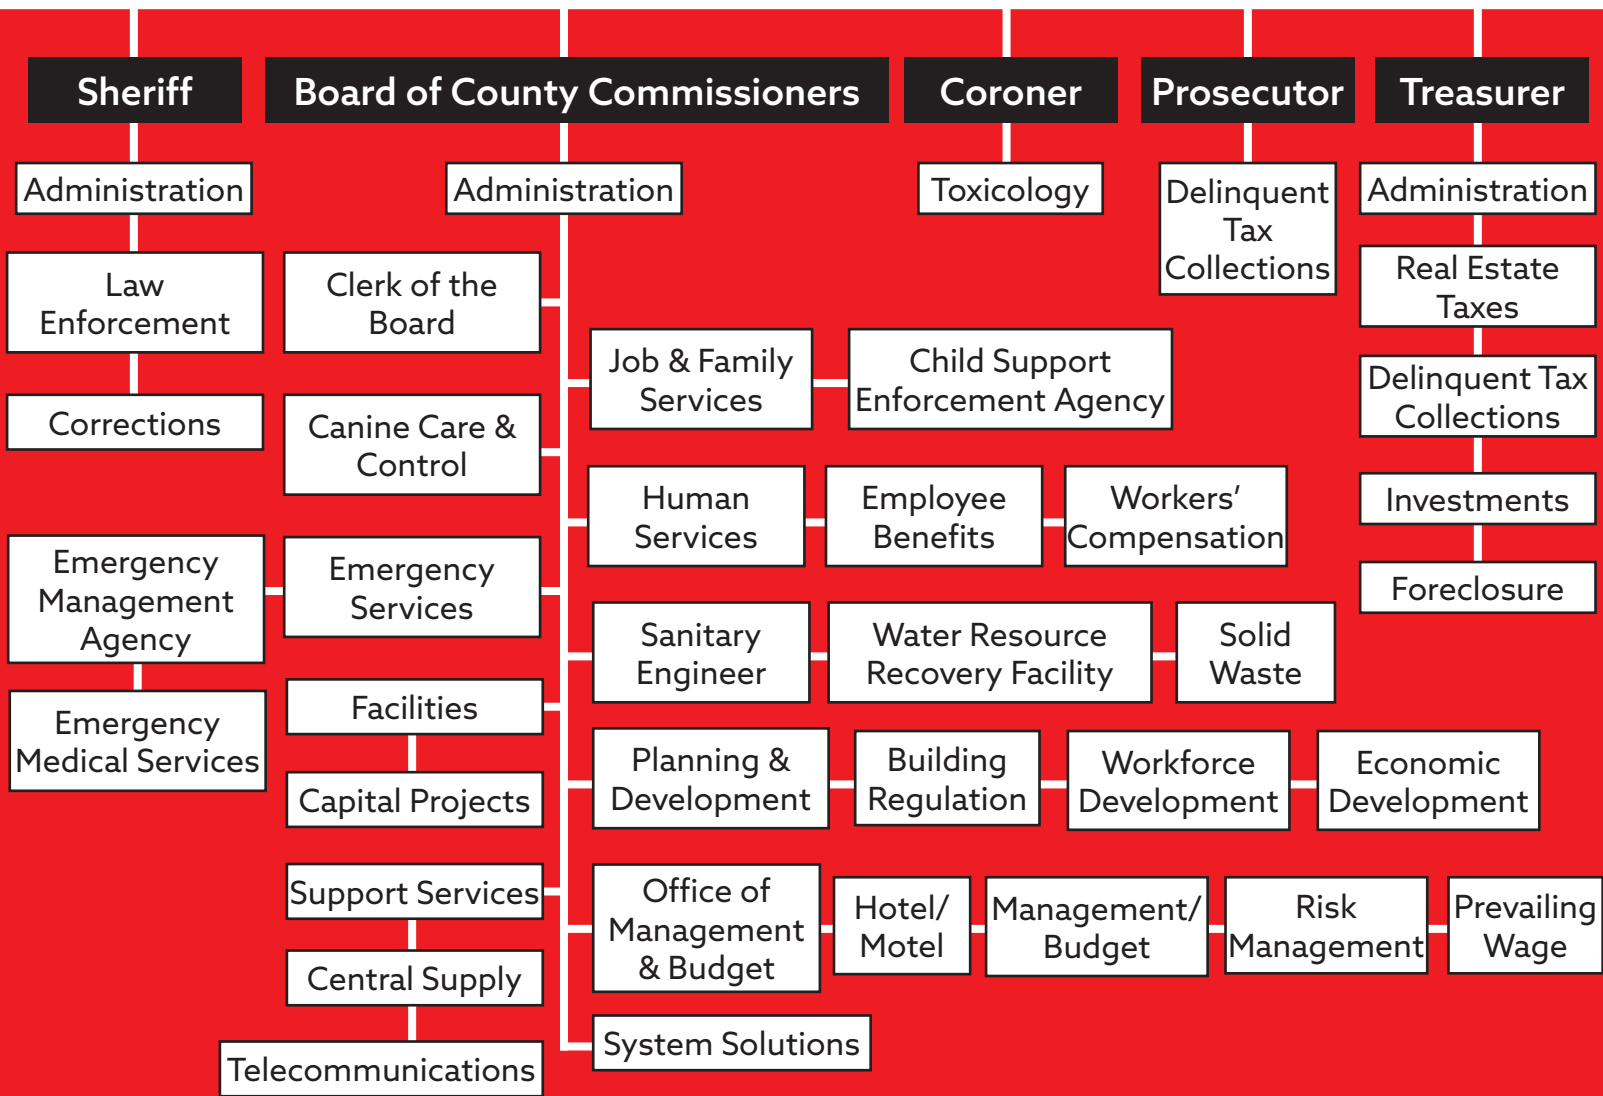 Sheriff
Board of County Commissioners
Coroner
Prosecutor
Treasurer
Administration
Law
Enforcement
Corrections
Administration
Clerk of the
Board
Canine Care &
Control
Emergency
Services
Emergency
Management
Agency
Emergency
Medical Services
Facilities
Capital Projects
Support Services
Central Supply
Telecommunications
Job & Family
Services
Child Support
Enforcement Agency
Human
Services
Employee
Benefits
Workers’
Compensation
Sanitary
Engineer
Water Resource
Recovery Facility
Solid
Waste
Planning &
Development
Building
Regulation
Workforce
Development
Economic
Development
Office of
Management
& Budget
Hotel/
Motel
Management/
Budget
Risk
Management
Prevailing
Wage
System Solutions
Toxicology
Delinquent
Tax
Collections
Administration
Real Estate
Taxes
Delinquent Tax
Collections
Investments
Foreclosure